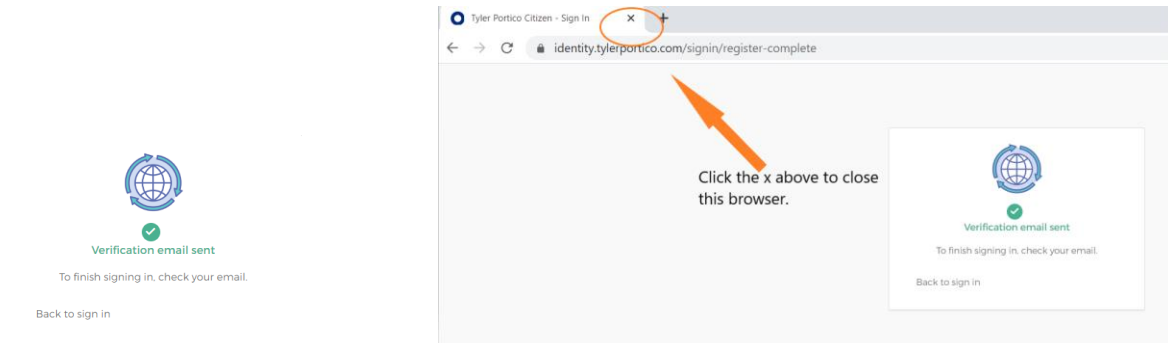 Verification email sent
To finish signing in, check your email.
Back to sign in
Tyler Portico Citizen - Sign In
identity.tylerportico.com/signin/register-complete
Click the x above to close
this browser.
Verification email sent
To finish signing in, check your email.
Back to sign in